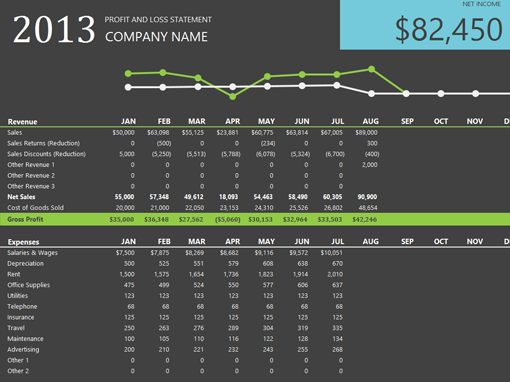 NET INCOME
2013 PROFIT AND LOSS STATEMENT
COMPANY NAME
$82,450
Revenue JAN FEB MAR APR MAY JUN JUL AUG SEP OCT NOV D
Sales $50,000 $63,098 $55,125 $23,881 $60,775 $63,814 $67,005 $89,000
Sales Returns (Reduction) 0 (500) 0 0 (234) 0 0 300
Sales Discounts (Reduction) 5,000 (5,250) (5,513) (5,788) (6,078) (5,324) (6,700) (400)
Other Revenue 1 0 0 0 0 0 0 0 2,000
Other Revenue 2 0 0 0 0 0 0 0
Other Revenue 3 0 0 0 0 0 0 0
Net Sales 55,000 57,348 49,612 18,093 54,463 58,490 60,305 90,900
Cost of Goods Sold 20,000 21,000 22,050 23,153 24,310 25,526 26,802 48,654
Gross Profit $35,000 $36,348 $27,562 ($5,060) $30,153 $32,964 $33,503 $42,246
Expenses JAN FEB MAR APR MAY JUN JUL AUG SEP OCT NOV D
Salaries & Wages $7,500 $7,875 $8,269 $8,682 $9,116 $9,572 $10,051
Depreciation 500 525 551 579 608 638 670
Rent 1,500 1,575 1,654 1,736 1,823 1,914 2,010
Office Supplies 475 499 524 550 577 606 637
Utilities 123 123 123 123 123 123 123
Telephone 68 68 68 68 68 68 68
Insurance 125 125 125 125 125 125 125
Travel 250 263 276 289 304 319 335
Maintenance 100 105 110 116 122 128 134
Advertising 200 210 221 232 243 255 268
Other 1 0 0 0 0 0 0 0
Other 2 0 0 0 0 0 0 0